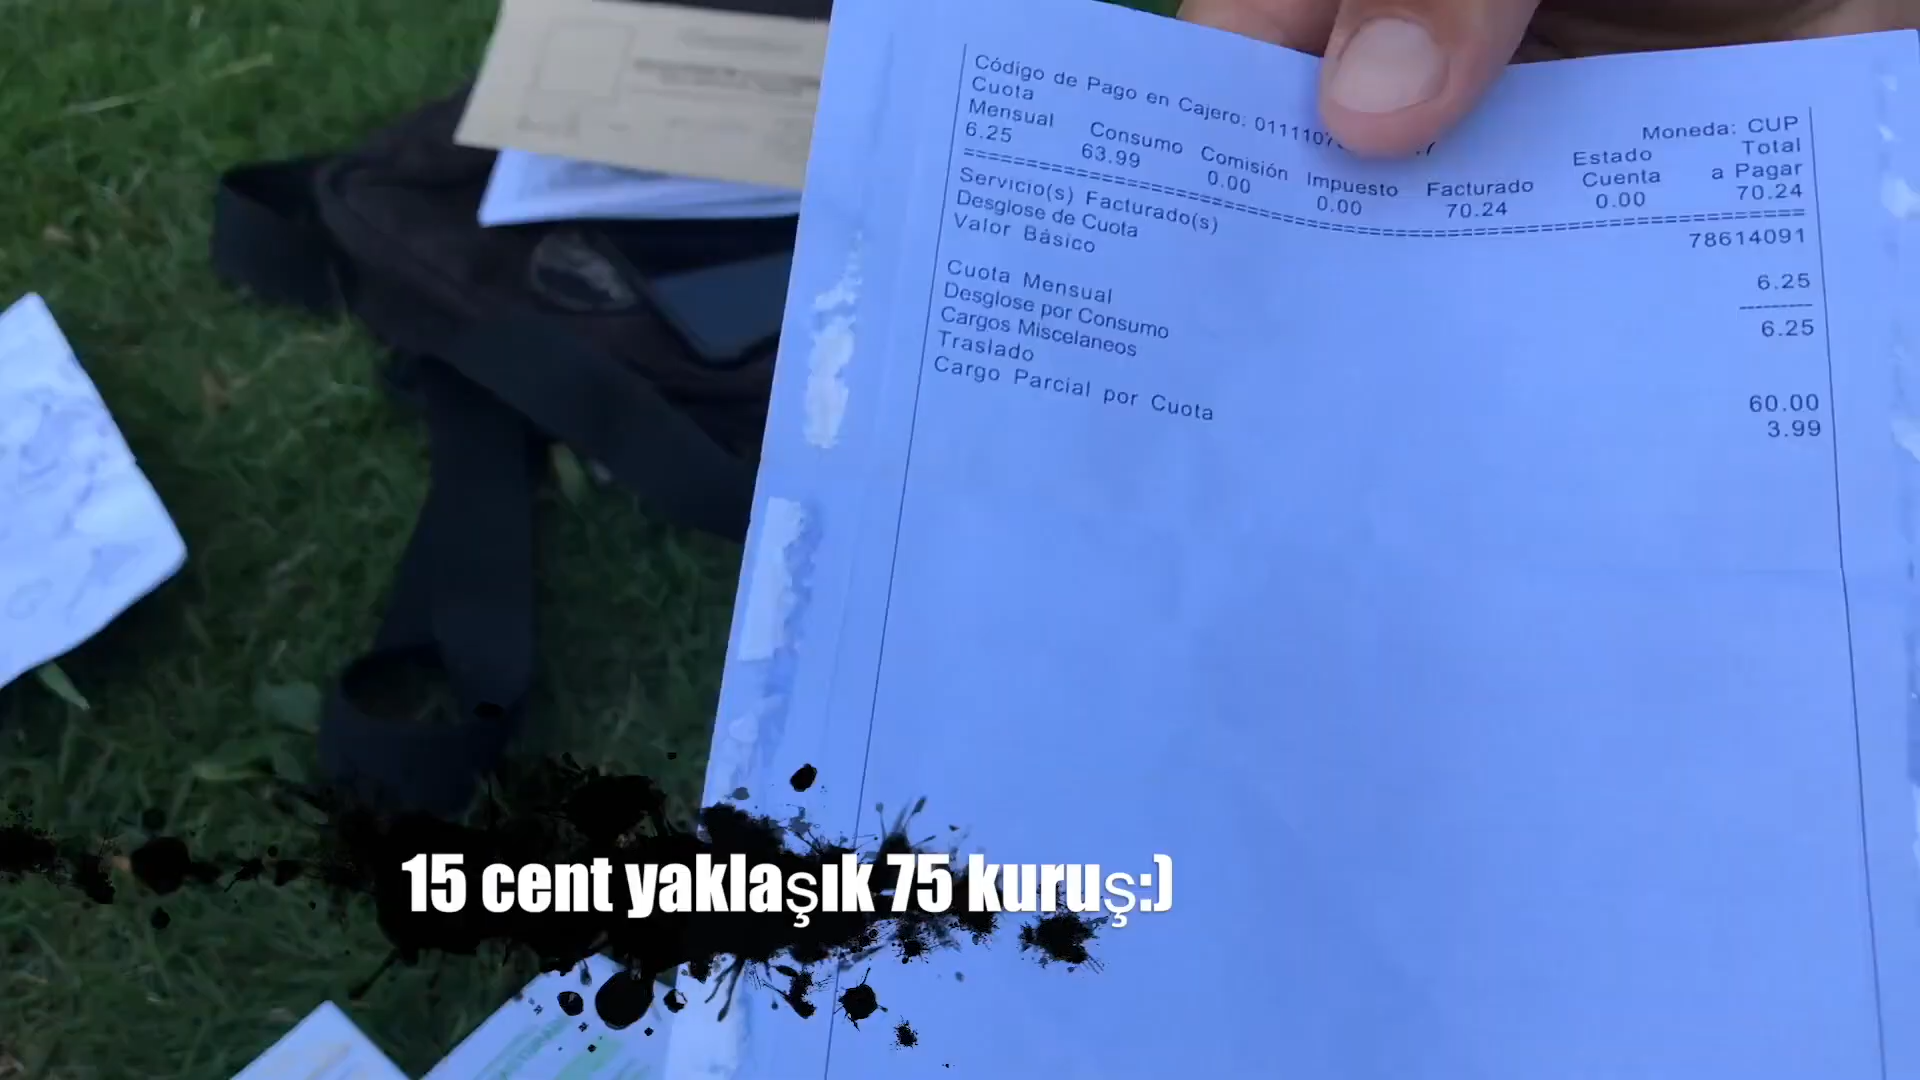 Código de Pago en Cajero: 0111107
Moneda: CUP
Cuota Mensual Consumo Comisión Impuesto Facturado Estado Cuenta Total a Pagar
6.25 63.99 0.00 0.00 70.24 0.00 70.24
================================================
Servicio(s) Facturado(s) 78614091
Desglose de Cuota
Valor Básico 6.25
--------
Cuota Mensual 6.25
Desglose por Consumo
Cargos Miscelaneos
Traslado 60.00
Cargo Parcial por Cuota 3.99
15 cent yaklaşık 75 kuruş:)